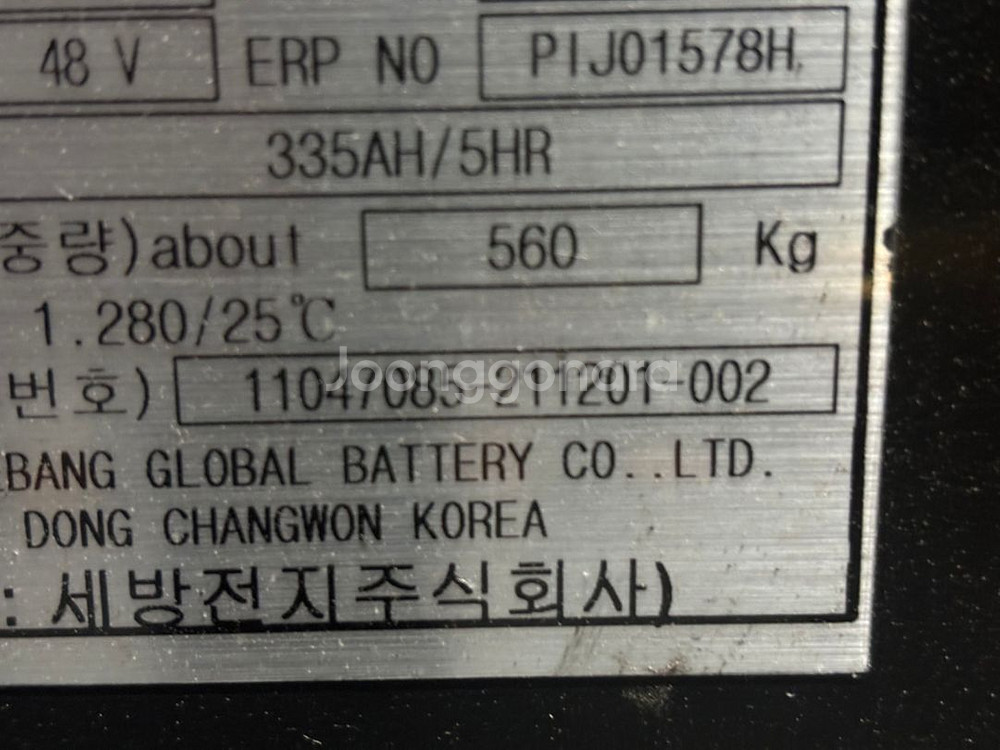 48 V ERP NO PIJ01578H
335AH/5HR
중량)about 560 Kg
1.280/25℃
번호) 11047085-211201-002
Joonggonara
BANG GLOBAL BATTERY CO..LTD.
DONG CHANGWON KOREA
: 세방전지주식회사)